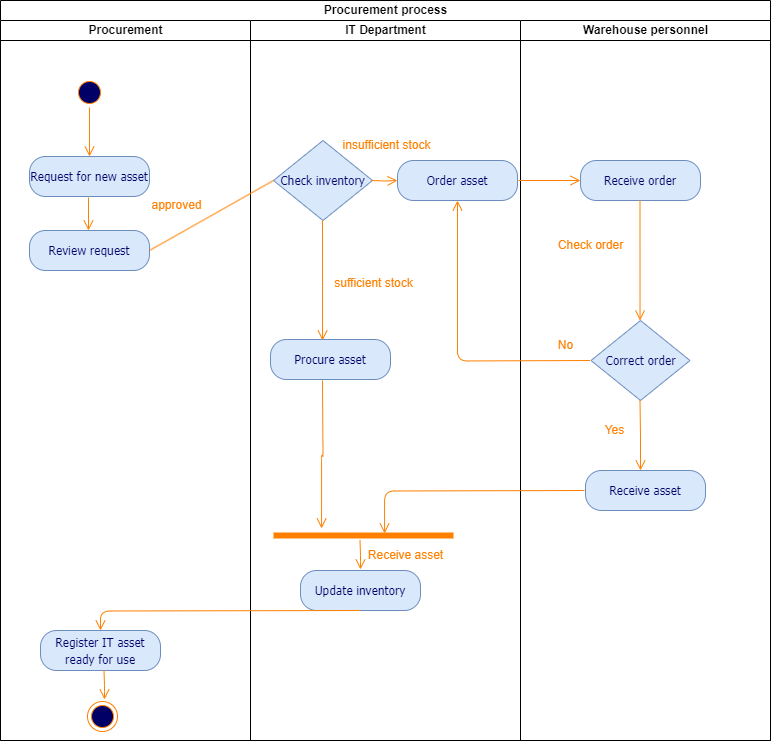 Procurement process
Procurement
IT Department
Warehouse personnel
insufficient stock
Request for new asset
Check inventory
Order asset
Receive order
approved
Review request
Check order
sufficient stock
No
Procure asset
Correct order
Yes
Receive asset
Receive asset
Update inventory
Register IT asset
ready for use